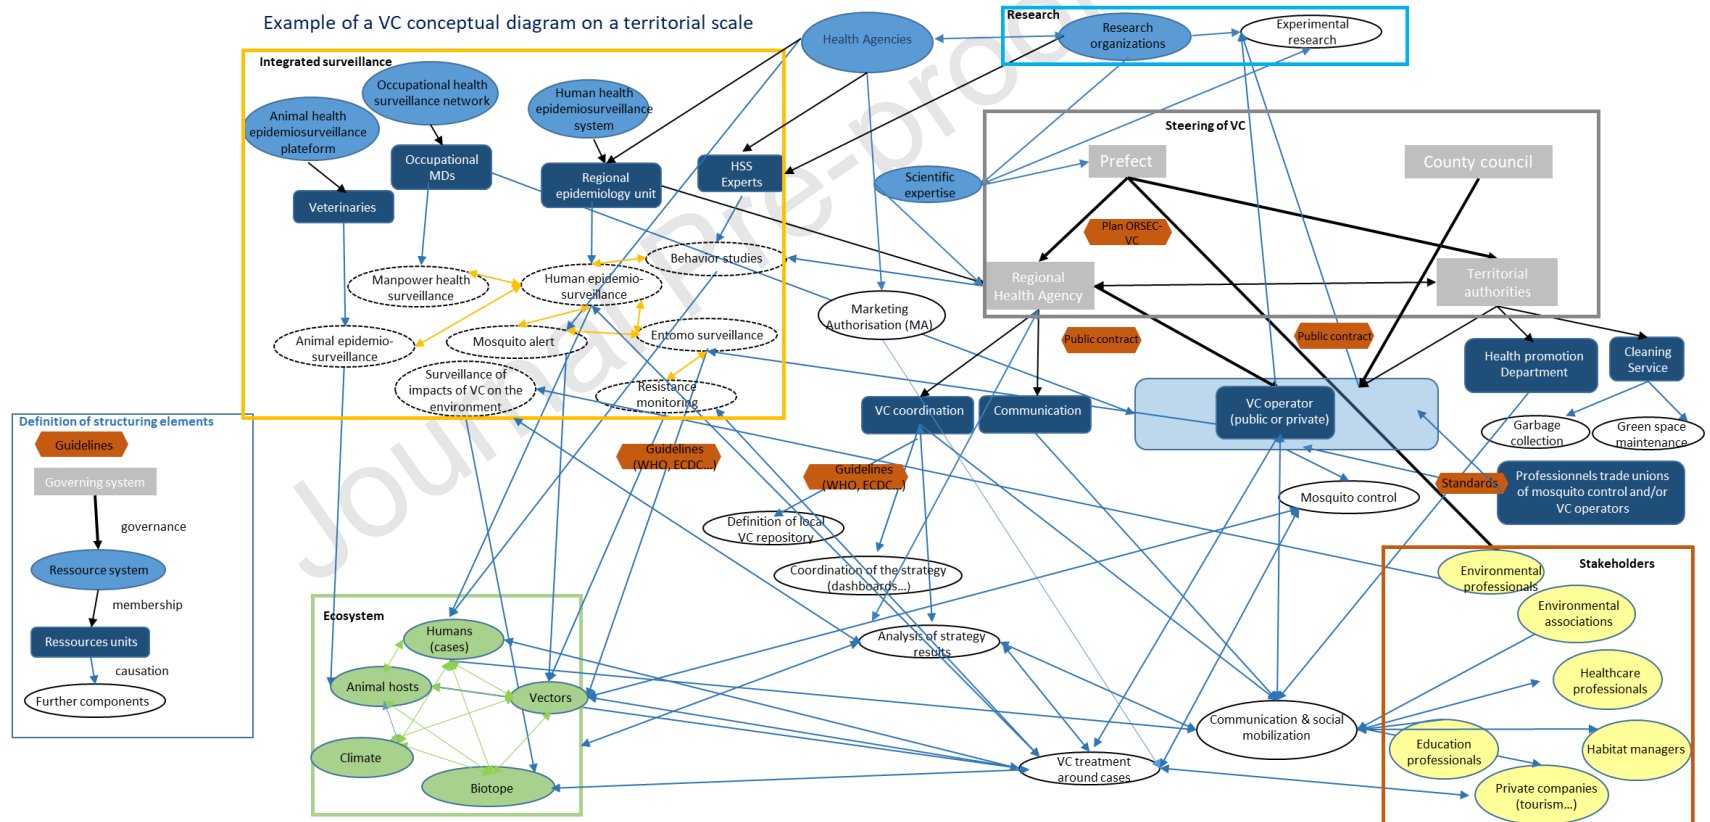 Example of a VC conceptual diagram on a territorial scale
Journal Pre-proo
Health Agencies
Research
Research
organizations
Experimental
research
Integrated surveillance
Occupational health
surveillance network
Animal health
epidemiosurveillance
plateform
Human health
epidemiosurveillance
system
Occupational
MDs
Veterinaries
Regional
epidemiology unit
HSS
Experts
Manpower health
surveillance
Human epidemio-
surveillance
Behavior studies
Animal epidemio-
surveillance
Mosquito alert
Entomo surveillance
Surveillance of
impacts of VC on the
environment
Resistance
monitoring
Scientific
expertise
Steering of VC
Prefect
County council
Plan ORSEC-
VC
Regional
Health Agency
Territorial
authorities
Marketing
Authorisation (MA)
Public contract
Public contract
Health promotion
Department
Cleaning
Service
VC coordination
Communication
VC operator
(public or private)
Garbage
collection
Green space
maintenance
Guidelines
(WHO, ECDC...)
Guidelines
(WHO, ECDC...)
Mosquito control
Standards
Professionnels trade unions
of mosquito control and/or
VC operators
Definition of local
VC repository
Coordination of the strategy
(dashboards...)
Analysis of strategy
results
Communication & social
mobilization
VC treatment
around cases
Definition of structuring elements
Guidelines
Governing system
governance
Ressource system
membership
Ressources units
causation
Further components
Ecosystem
Humans
(cases)
Animal hosts
Vectors
Climate
Biotope
Stakeholders
Environmental
professionals
Environmental
associations
Healthcare
professionals
Education
professionals
Habitat managers
Private companies
(tourism...)